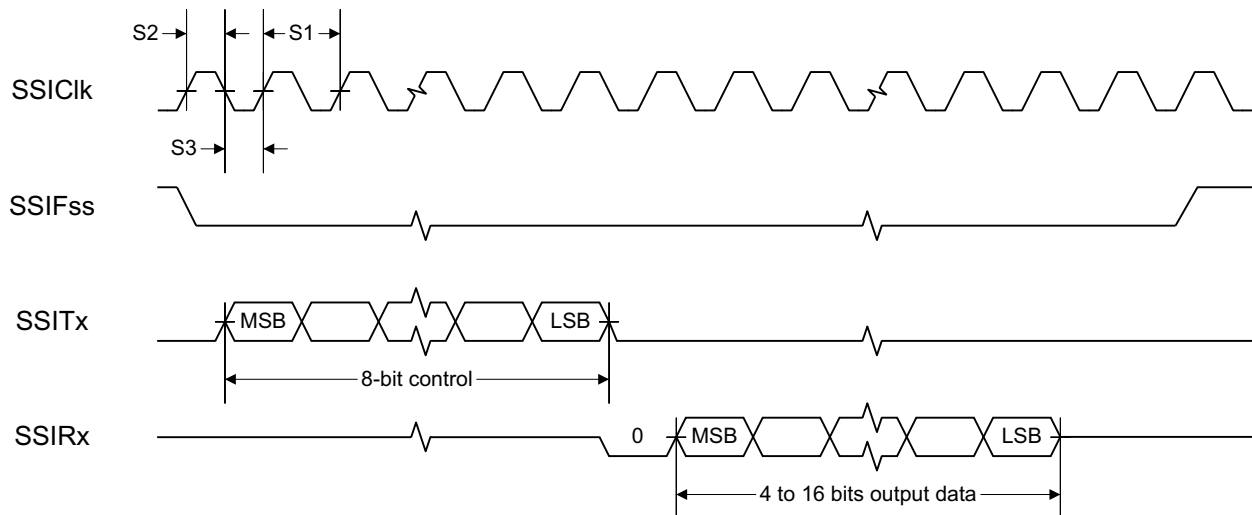 S2
S1
SSIClk
S3
SSIFss
SSITx
MSB
LSB
8-bit control
SSIRx
0
MSB
LSB
4 to 16 bits output data